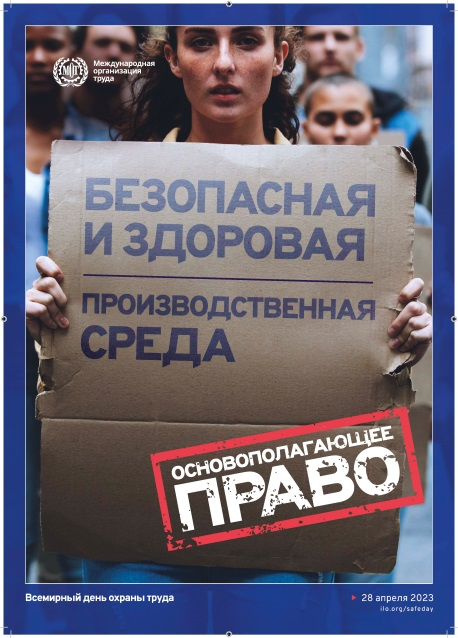 Международная
организация
труда
БЕЗОПАСНАЯ
И ЗДОРОВАЯ
ПРОИЗВОДСТВЕННАЯ
СРЕДА
ОСНОВОПОЛАГАЮЩЕЕ
ПРАВО
Всемирный день охраны труда
28 апреля 2023
ilo.org/safeday